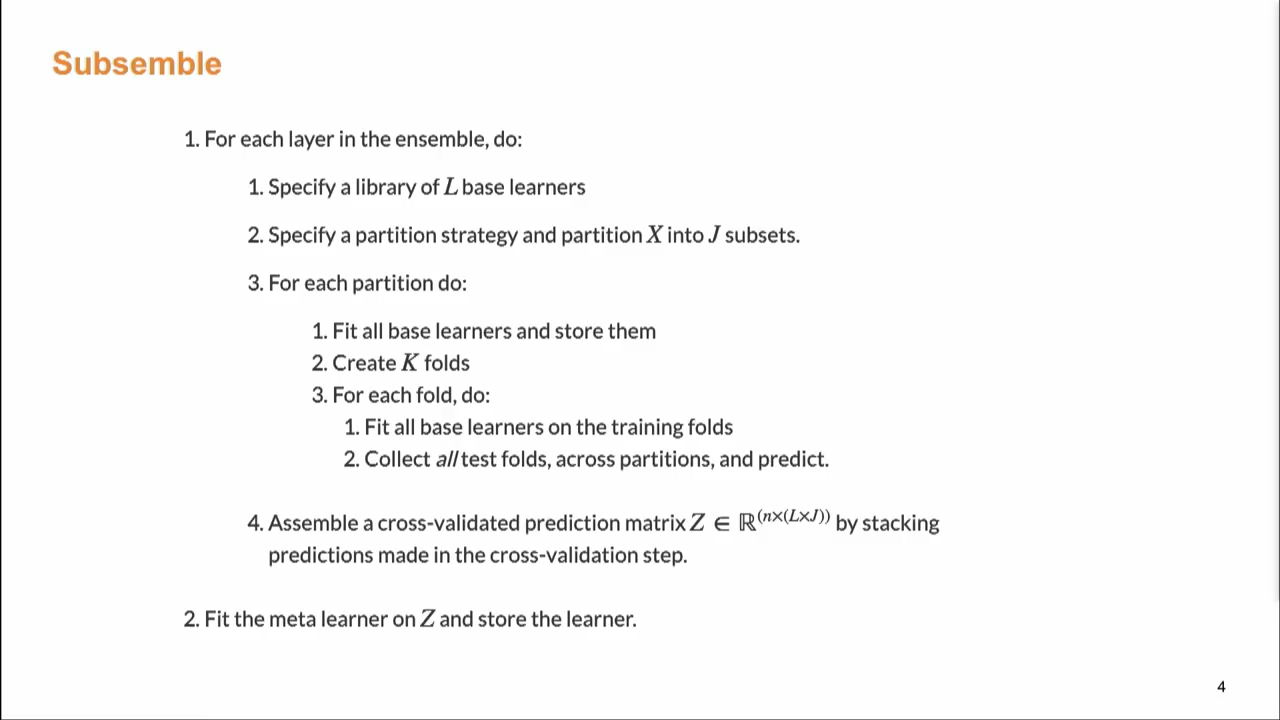 Subsemble
1. For each layer in the ensemble, do:
1. Specify a library of L base learners
2. Specify a partition strategy and partition X into J subsets.
3. For each partition do:
1. Fit all base learners and store them
2. Create K folds
3. For each fold, do:
1. Fit all base learners on the training folds
2. Collect all test folds, across partitions, and predict.
4. Assemble a cross-validated prediction matrix Z ∈ ℝ^(n×(L×J)) by stacking
predictions made in the cross-validation step.
2. Fit the meta learner on Z and store the learner.
4